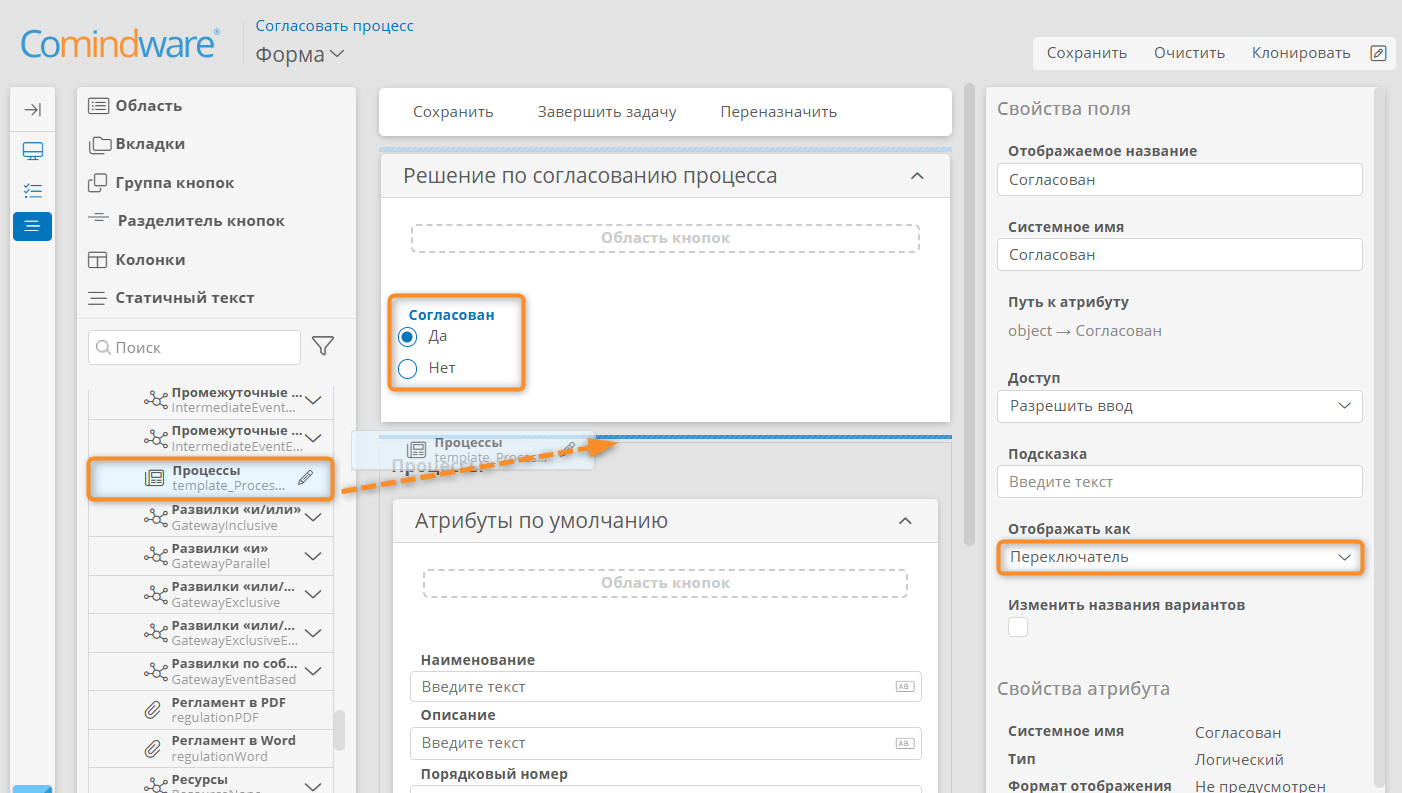 Comindware®
Согласовать процесс
Форма
Сохранить Очистить Клонировать
Область
Вкладки
Группа кнопок
Разделитель кнопок
Колонки
Статичный текст
Поиск
Промежуточные ...
IntermediateEvent...
Промежуточные ...
IntermediateEventE...
Процессы
template_Proces...
Развилки «и/или»
GatewayInclusive
Развилки «и»
GatewayParallel
Развилки «или/...
GatewayExclusive
Развилки «или/...
GatewayExclusiveE...
Развилки по соб...
GatewayEventBased
Регламент в PDF
regulationPDF
Регламент в Word
regulationWord
Ресурсы
Сохранить Завершить задачу Переназначить
Решение по согласованию процесса
Область кнопок
Согласован
Да
Нет
Процессы
template_Proces...
Процессы
Атрибуты по умолчанию
Область кнопок
Наименование
Введите текст
AB
Описание
Введите текст
AB
Порядковый номер
Свойства поля
Отображаемое название
Согласован
Системное имя
Согласован
Путь к атрибуту
object → Согласован
Доступ
Разрешить ввод
Подсказка
Введите текст
Отображать как
Переключатель
Изменить названия вариантов
Свойства атрибута
Системное имя Согласован
Тип Логический
Формат отображения Не предусмотрен